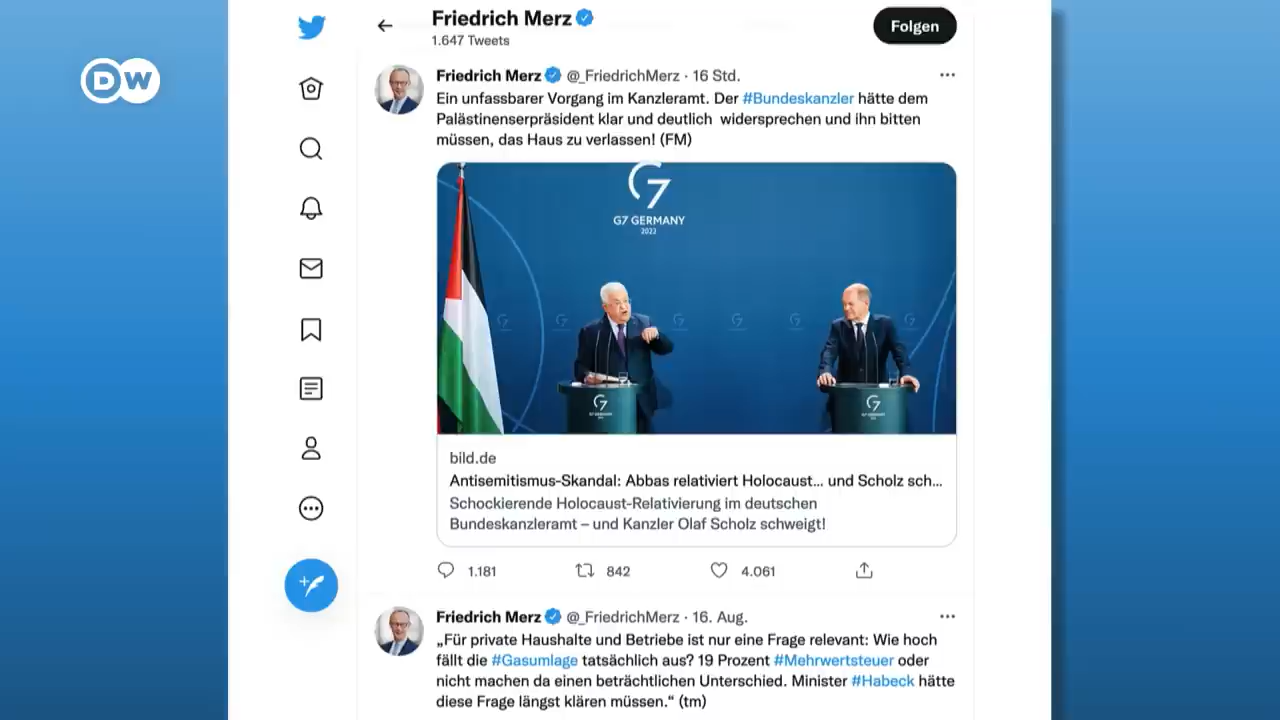 DW
Friedrich Merz
1.647 Tweets
Folgen
Friedrich Merz @_FriedrichMerz · 16 Std.
Ein unfassbarer Vorgang im Kanzleramt. Der #Bundeskanzler hätte dem
Palästinenserpräsident klar und deutlich widersprechen und ihn bitten
müssen, das Haus zu verlassen! (FM)
G7
G7 GERMANY
2022
G7
GERMANY
G7
GERMANY
bild.de
Antisemitismus-Skandal: Abbas relativiert Holocaust... und Scholz sch...
Schockierende Holocaust-Relativierung im deutschen
Bundeskanzleramt – und Kanzler Olaf Scholz schweigt!
1.181 842 4.061
Friedrich Merz @_FriedrichMerz · 16. Aug.
„Für private Haushalte und Betriebe ist nur eine Frage relevant: Wie hoch
fällt die #Gasumlage tatsächlich aus? 19 Prozent #Mehrwertsteuer oder
nicht machen da einen beträchtlichen Unterschied. Minister #Habeck hätte
diese Frage längst klären müssen.“ (tm)